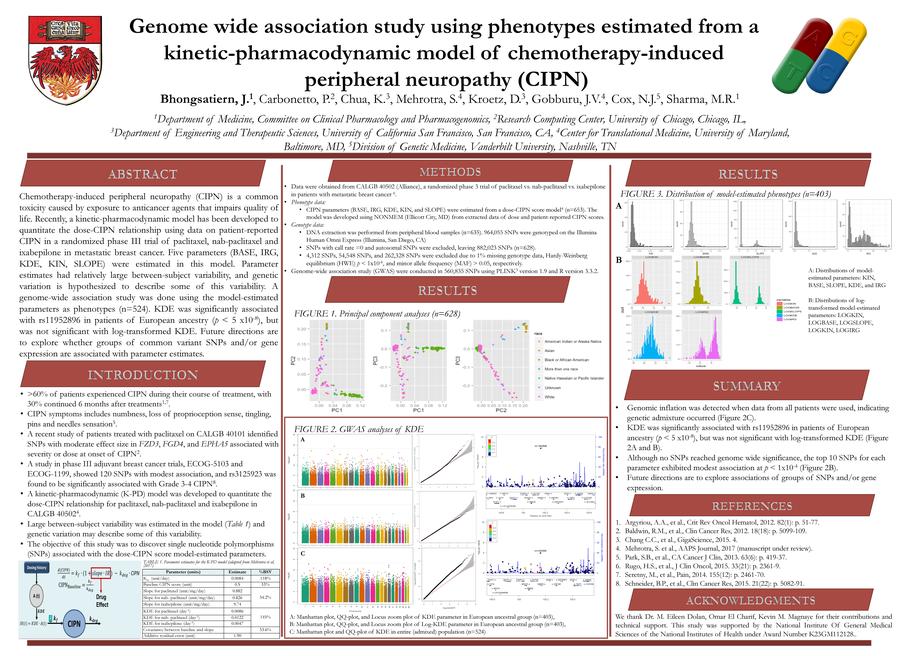 Genome wide association study using phenotypes estimated from a
kinetic-pharmacodynamic model of chemotherapy-induced
peripheral neuropathy (CIPN)
Bhongsatiern, J.¹, Carbonetto, P.², Chua, K.³, Mehrotra, S.⁴, Kroetz, D.³, Gobburu, J.V.⁴, Cox, N.J.⁵, Sharma, M.R.¹
¹Department of Medicine, Committee on Clinical Pharmacology and Pharmacogenomics, ²Research Computing Center, University of Chicago, Chicago, IL,
³Department of Engineering and Therapeutic Sciences, University of California San Francisco, San Francisco, CA, ⁴Center for Translational Medicine, University of Maryland,
Baltimore, MD, ⁵Division of Genetic Medicine, Vanderbilt University, Nashville, TN
A G
T C
ABSTRACT
Chemotherapy-induced peripheral neuropathy (CIPN) is a common
toxicity caused by exposure to anticancer agents that impairs quality of
life. Recently, a kinetic-pharmacodynamic model has been developed to
quantitate the dose-CIPN relationship using data on patient-reported
CIPN in a randomized phase III trial of paclitaxel, nab-paclitaxel and
ixabepilone in metastatic breast cancer. Five parameters (BASE, IRG,
KDE, KIN, SLOPE) were estimated in this model. Parameter
estimates had relatively large between-subject variability, and genetic
variation is hypothesized to describe some of this variability. A
genome-wide association study was done using the model-estimated
parameters as phenotypes (n=524). KDE was significantly associated
with rs11952896 in patients of European ancestry (p < 5 x10⁻⁸), but
was not significant with log-transformed KDE. Future directions are
to explore whether groups of common variant SNPs and/or gene
expression are associated with parameter estimates.
INTRODUCTION
• >60% of patients experienced CIPN during their course of treatment, with
30% continued 6 months after treatments
• CIPN symptoms includes numbness, loss of proprioception sense, tingling,
pins and needles sensation
• A recent study of patients treated with paclitaxel on CALGB 40101 identified
SNPs with moderate effect size in FZD3, FGD4, and EPHA5 associated with
severity or dose at onset of CIPN².
• A study in phase III adjuvant breast cancer trials, ECOG-5103 and
ECOG-1199, showed 120 SNPs with modest association, and rs3125923 was
found to be significantly associated with Grade 3-4 CIPN⁸.
• A kinetic-pharmacodynamic (K-PD) model was developed to quantitate the
dose-CIPN relationship for paclitaxel, nab-paclitaxel and ixabepilone in
CALGB 40502⁴.
• Large between-subject variability was estimated in the model (Table 1) and
genetic variation may describe some of this variability.
• The objective of this study was to discover single nucleotide polymorphisms
(SNPs) associated with the dose-CIPN score model-estimated parameters.
Dosing history
A (t)
CIPN
Drug
Effect
Parameter (units) Estimate %BSV
METHODS
• Data were obtained from CALGB 40502 (Alliance), a randomized phase 3 trial of paclitaxel vs. nab-paclitaxel vs. ixabepilone
in patients with metastatic breast cancer
• Phenotype data:
• CIPN parameters (BASE, IRG, KDE, KIN, and SLOPE) were estimated from a dose-CIPN score model⁴ (n=653). The
model was developed using NONMEM (Ellicott City, MD) from extracted data of dose and patient-reported CIPN scores.
• Genotype data:
• DNA extraction was performed from peripheral blood samples (n=635). 964,055 SNPs were genotyped on the Illumina
Human Omni Express (Illumina, San Diego, CA)
• SNPs with call rate =0 and autosomal SNPs were excluded, leaving 882,023 SNPs (n=628).
• 4,312 SNPs, 54,548 SNPs, and 262,328 SNPs were excluded due to 1% missing genotype data, Hardy-Weinberg
equilibrium (HWE) p < 1x10⁻⁴, and minor allele frequency (MAF) > 0.05, respectively.
• Genome-wide association study (GWAS) were conducted in 560,835 SNPs using PLINK³ version 1.9 and R version 3.3.2.
RESULTS
FIGURE 1. Principal component analyses (n=628)
PC2 PC3 PC3
PC1 PC1 PC2
American Indian or Alaska Native
Asian
Black or African-American
More than one race
Native Hawaiian or Pacific Islander
Unknown
White
FIGURE 2. GWAS analyses of KDE
A
B
C
A: Manhattan plot, QQ-plot, and Locus zoom plot of KDE parameter in European ancestral group (n=403),
B: Manhattan plot, QQ-plot, and Locus zoom plot of Log-KDE parameter in European ancestral group (n=403),
C: Manhattan plot and QQ-plot of KDE in entire (admixed) population (n=524)
RESULTS
FIGURE 3. Distribution of model-estimated phenotypes (n=403)
A
B
A: Distributions of model-
estimated parameters: KIN,
BASE, SLOPE, KDE, and IRG
B: Distributions of log-
transformed model-estimated
parameters: LOGKIN,
LOGBASE, LOGSLOPE,
LOGKIN, LOGIRG
SUMMARY
• Genomic inflation was detected when data from all patients were used, indicating
genetic admixture occurred (Figure 2C).
• KDE was significantly associated with rs11952896 in patients of European
ancestry (p < 5 x10⁻⁸), but was not significant with log-transformed KDE (Figure
2A and B).
• Although no SNPs reached genome wide significance, the top 10 SNPs for each
parameter exhibited modest association at p < 1x10⁻⁴ (Figure 2B).
• Future directions are to explore associations of groups of SNPs and/or gene
expression.
REFERENCES
1. Argyriou, A.A., et al., Crit Rev Oncol Hematol, 2012. 82(1): p. 51-77.
2. Baldwin, R.M., et al., Clin Cancer Res, 2012. 18(18): p. 5099-109.
3. Chang C.C., et al., GigaScience, 2015. 4.
4. Mehrotra, S. et al., AAPS Journal, 2017 (manuscript under review).
5. Park, S.B., et al., CA Cancer J Clin, 2013. 63(6): p. 419-37.
6. Rugo, H.S., et al., J Clin Oncol, 2015. 33(21): p. 2361-9.
7. Seretny, M., et al., Pain, 2014. 155(12): p. 2461-70.
8. Schneider, B.P., et al., Clin Cancer Res, 2015. 21(22): p. 5082-91.
ACKNOWLEDGMENTS
We thank Dr. M. Eileen Dolan, Omar El Charif, Kevin M. Magnaye for their contributions and
technical support. This study was supported by the National Institute Of General Medical
Sciences of the National Institutes of Health under Award Number K23GM112128.